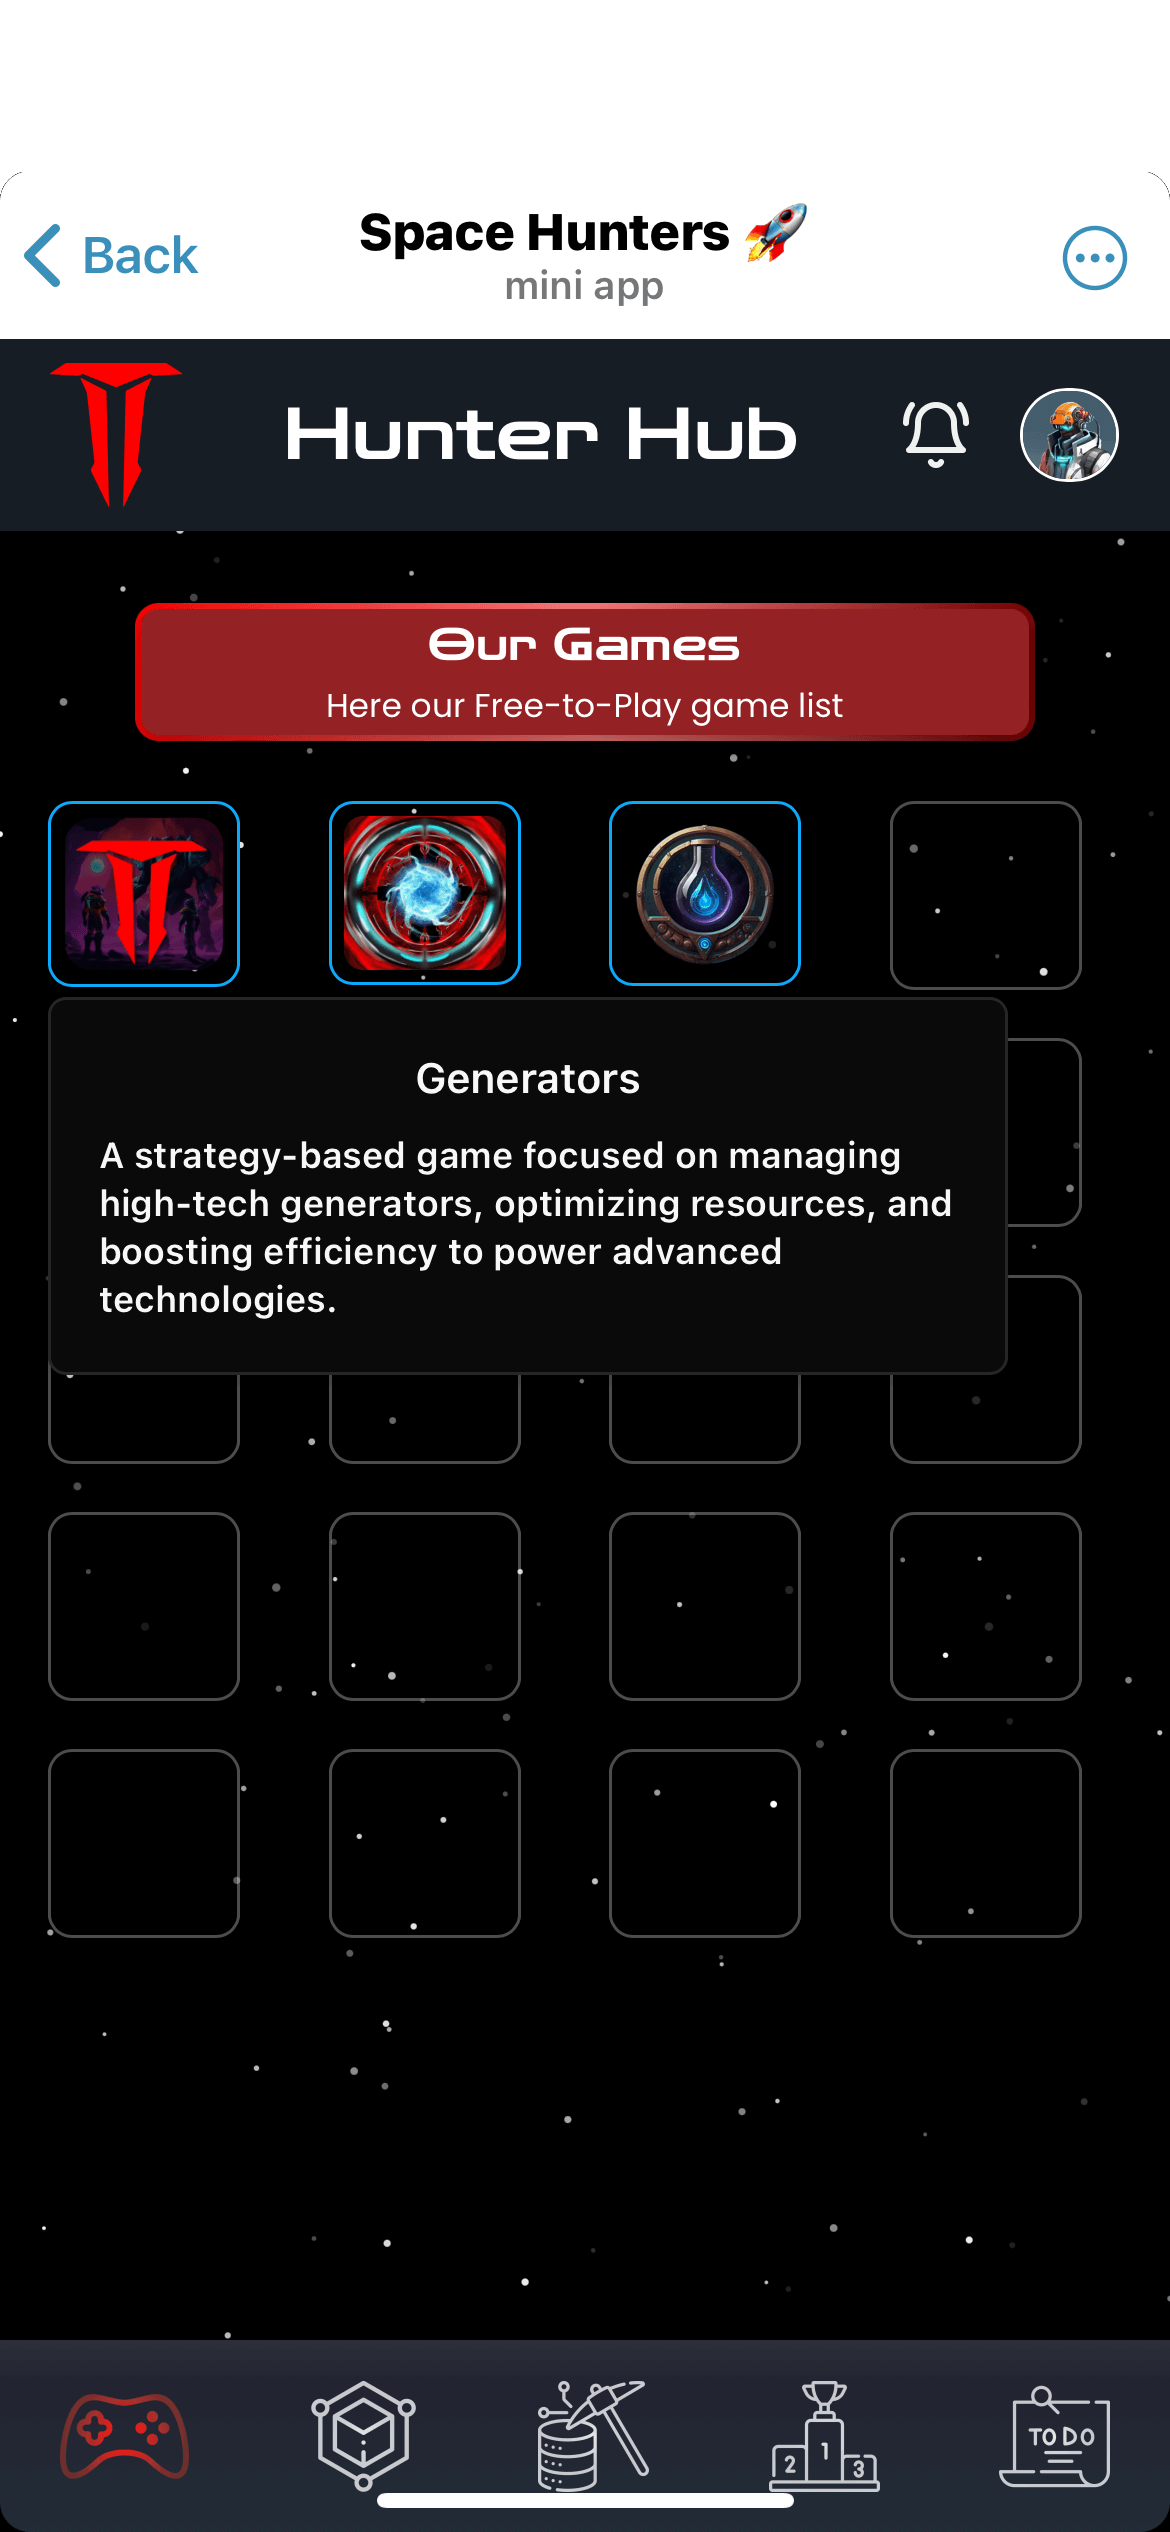 Back
Space Hunters 🚀
mini app
Hunter Hub
Our Games
Here our Free-to-Play game list
Generators
A strategy-based game focused on managing
high-tech generators, optimizing resources, and
boosting efficiency to power advanced
technologies.
2 1 3
TO DO